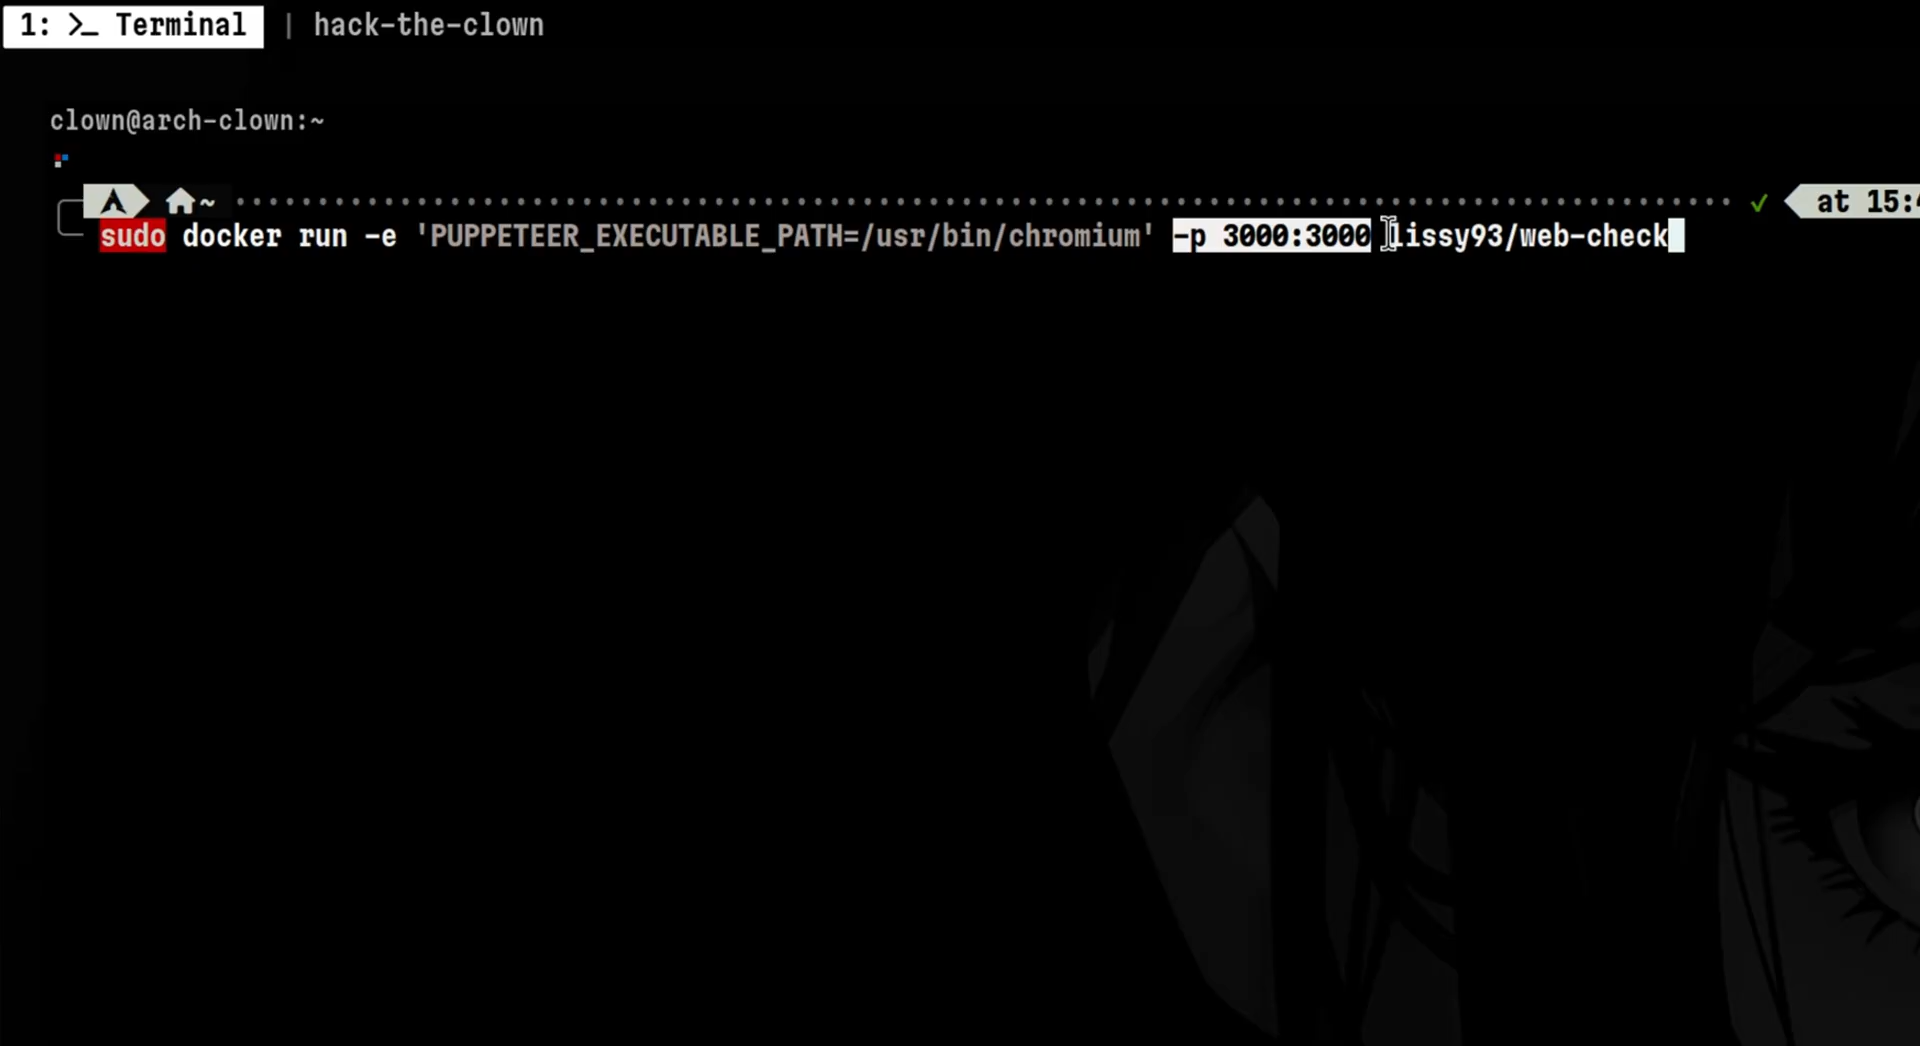 1: >_ Terminal | hack-the-clown
clown@arch-clown:~
~ ✓ at 15:4
sudo docker run -e 'PUPPETEER_EXECUTABLE_PATH=/usr/bin/chromium' -p 3000:3000 lissy93/web-check